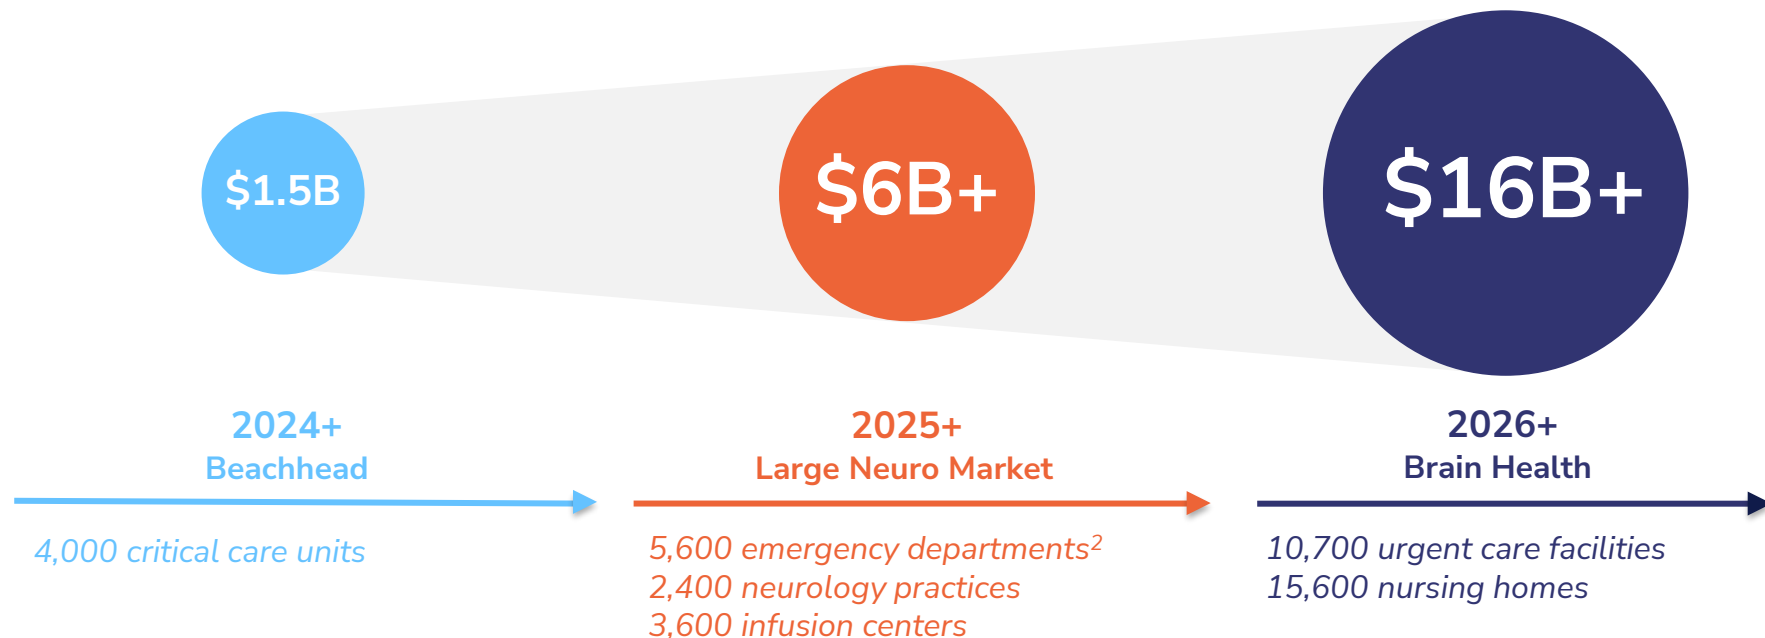 $1.5B
$6B+
$16B+
2024+
Beachhead
4,000 critical care units
2025+
Large Neuro Market
5,600 emergency departments²
2,400 neurology practices
3,600 infusion centers
2026+
Brain Health
10,700 urgent care facilities
15,600 nursing homes